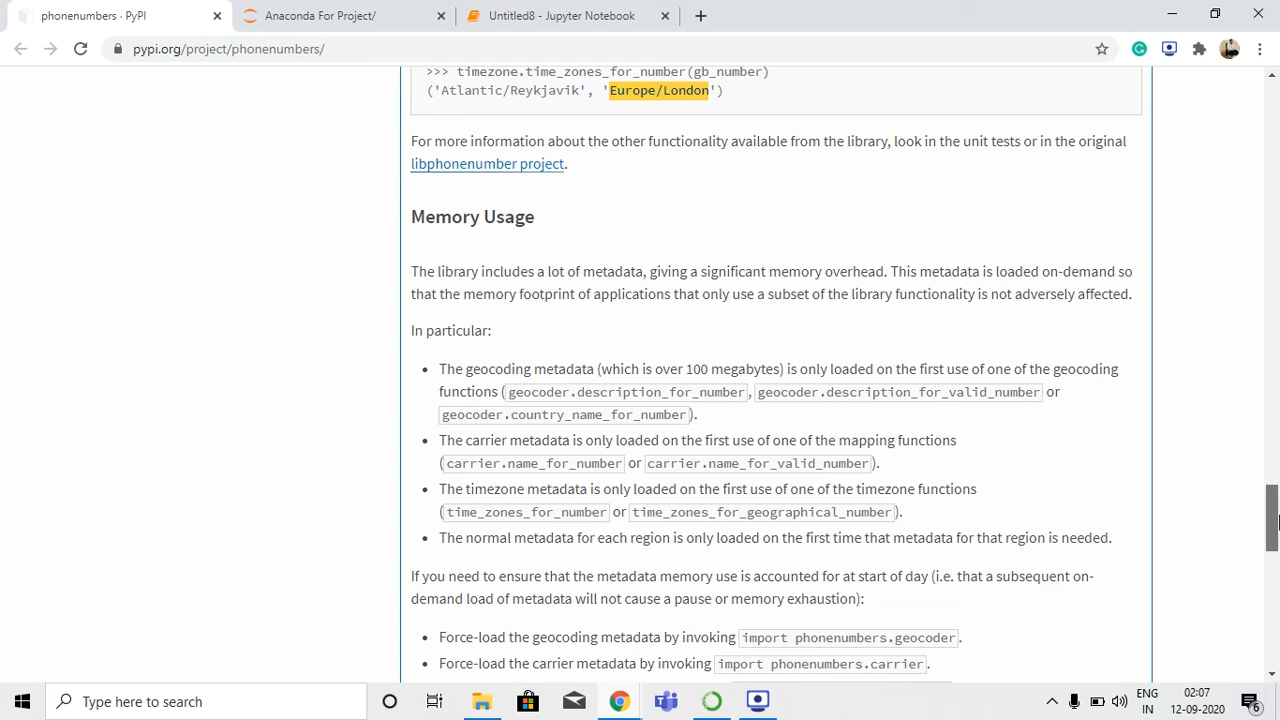 phonenumbers · PyPI
Anaconda For Project/
Untitled8 - Jupyter Notebook
pypi.org/project/phonenumbers/
>>> timezone.time_zones_for_number(gb_number)
('Atlantic/Reykjavik', 'Europe/London')
For more information about the other functionality available from the library, look in the unit tests or in the original
libphonenumber project.
Memory Usage
The library includes a lot of metadata, giving a significant memory overhead. This metadata is loaded on-demand so
that the memory footprint of applications that only use a subset of the library functionality is not adversely affected.
In particular:
• The geocoding metadata (which is over 100 megabytes) is only loaded on the first use of one of the geocoding
functions (geocoder.description_for_number, geocoder.description_for_valid_number or
geocoder.country_name_for_number).
• The carrier metadata is only loaded on the first use of one of the mapping functions
(carrier.name_for_number or carrier.name_for_valid_number).
• The timezone metadata is only loaded on the first use of one of the timezone functions
(time_zones_for_number or time_zones_for_geographical_number).
• The normal metadata for each region is only loaded on the first time that metadata for that region is needed.
If you need to ensure that the metadata memory use is accounted for at start of day (i.e. that a subsequent on-
demand load of metadata will not cause a pause or memory exhaustion):
• Force-load the geocoding metadata by invoking import phonenumbers.geocoder.
• Force-load the carrier metadata by invoking import phonenumbers.carrier.
Type here to search
ENG
IN
02:07
12-09-2020
6